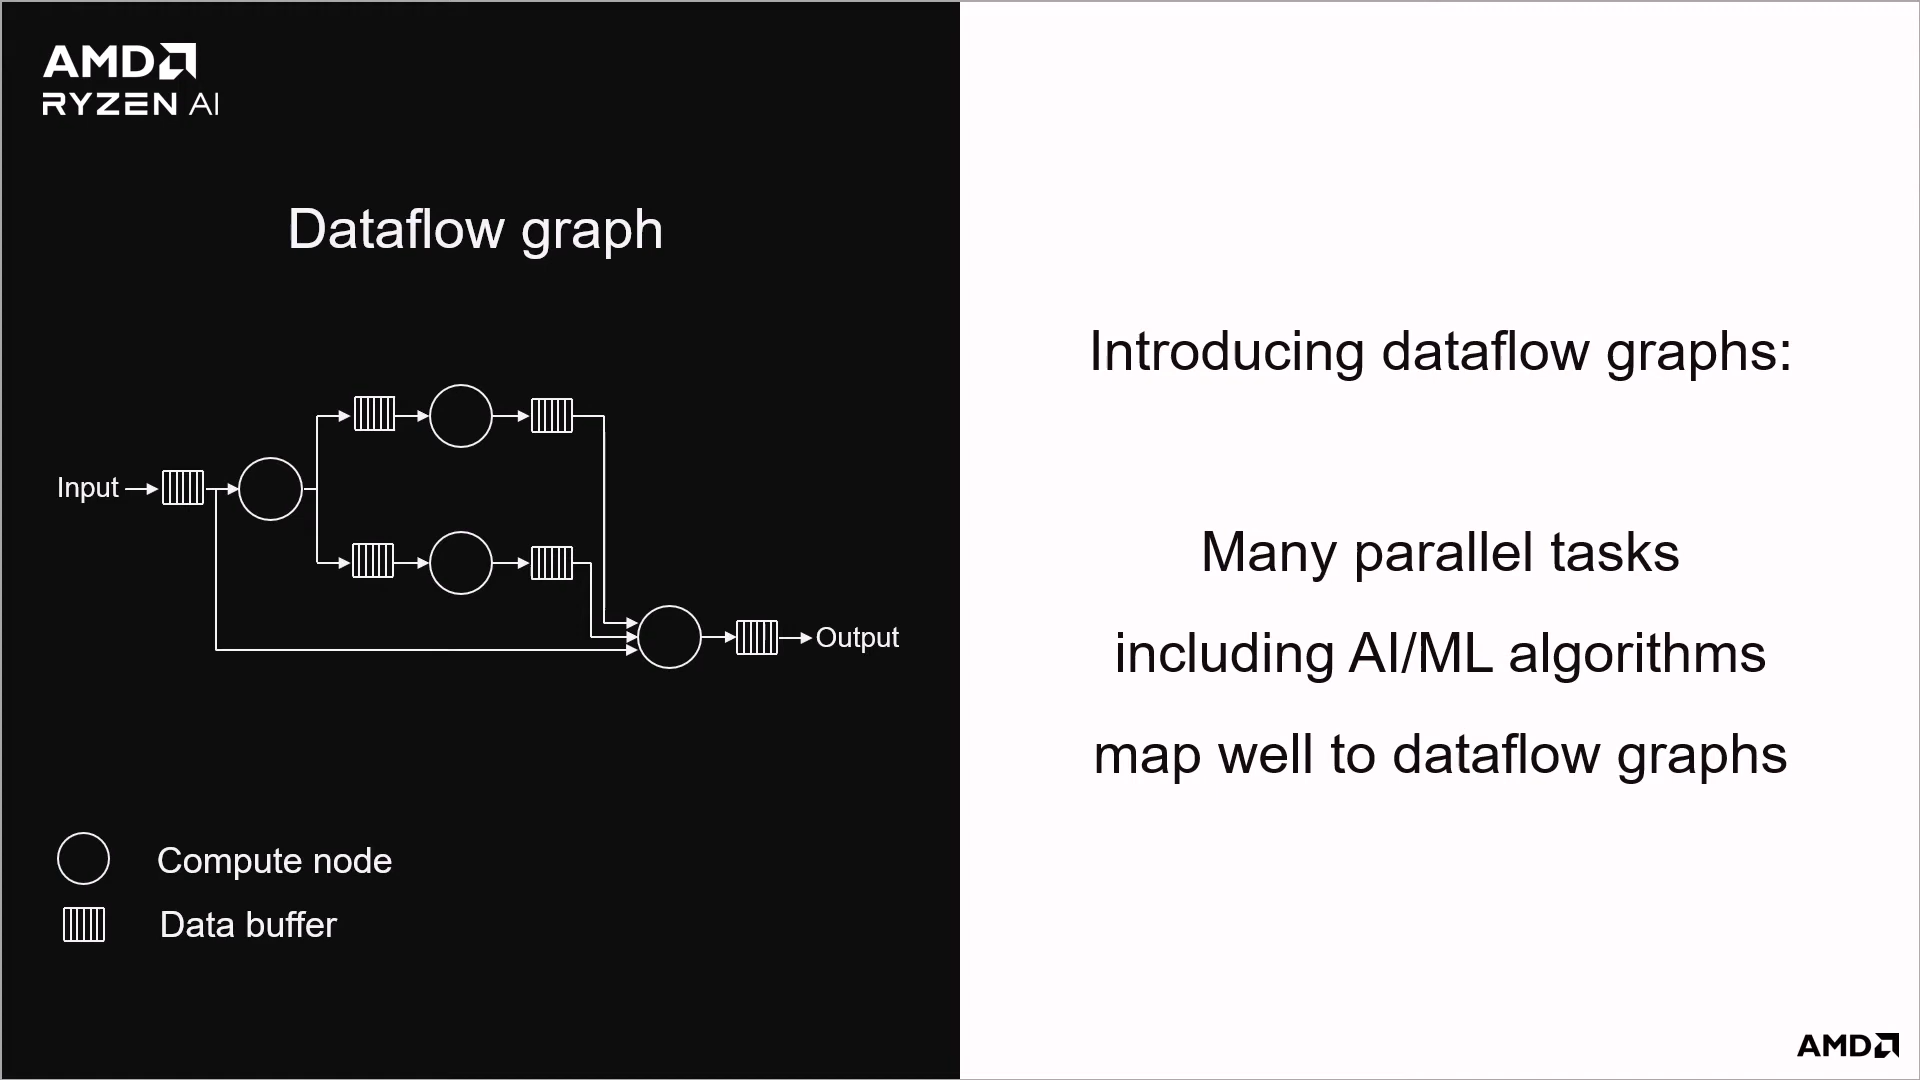 AMD
RYZEN AI
Dataflow graph
Input
Output
Compute node
Data buffer
Introducing dataflow graphs:
Many parallel tasks
including AI/ML algorithms
map well to dataflow graphs
AMD